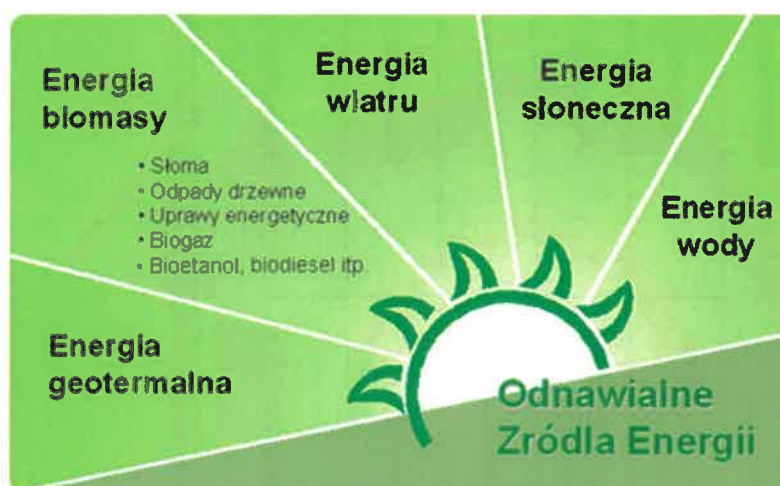 Energia
biomasy
• Słoma
• Odpady drzewne
• Uprawy energetyczne
• Biogaz
• Bioetanol, biodiesel itp.
Energia
wiatru
Energia
słoneczna
Energia
wody
Energia
geotermalna
Odnawialne
Zródla Energii